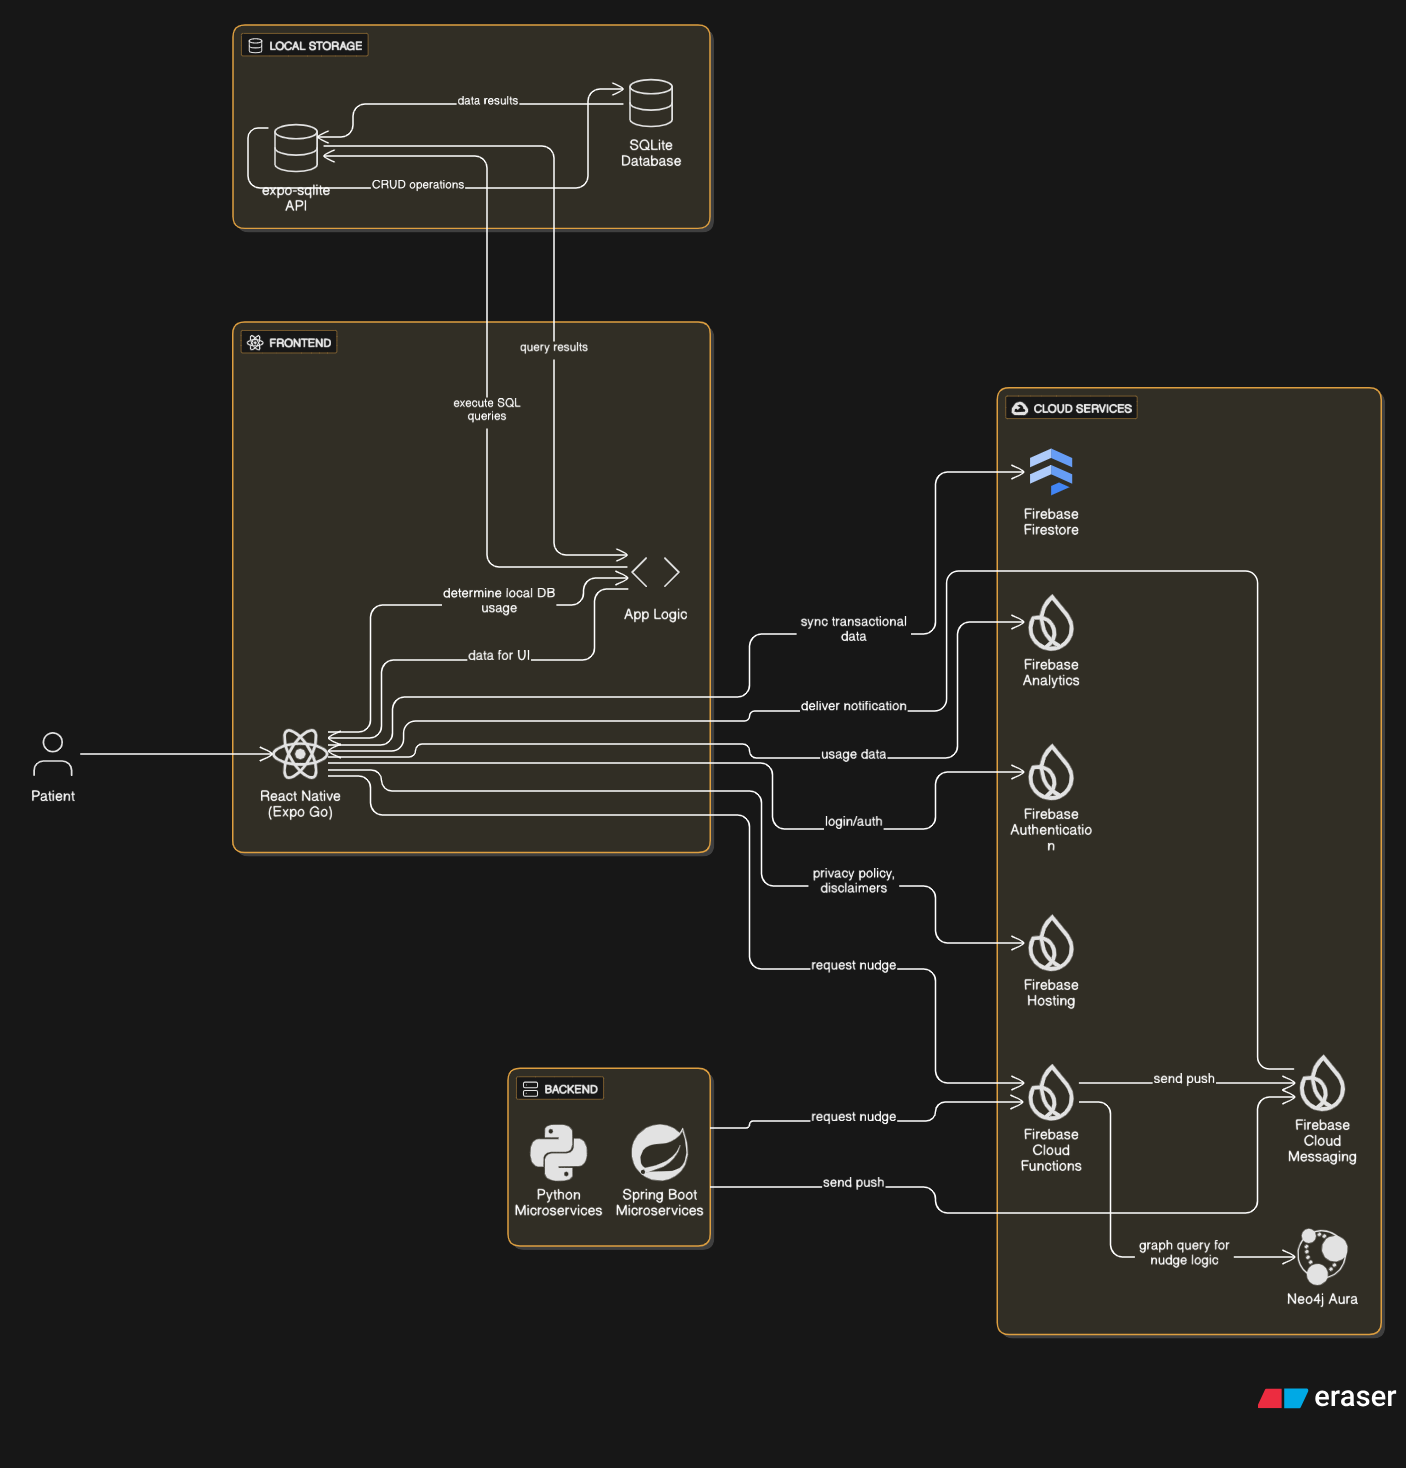 LOCAL STORAGE
data results
SQLite
Database
expo-sqlite
API
CRUD operations
FRONTEND
query results
execute SQL
queries
determine local DB
usage
App Logic
data for UI
Patient
React Native
(Expo Go)
sync transactional
data
deliver notification
usage data
login/auth
privacy policy,
disclaimers
request nudge
CLOUD SERVICES
Firebase
Firestore
Firebase
Analytics
Firebase
Authenticatio
n
Firebase
Hosting
Firebase
Cloud
Functions
send push
Firebase
Cloud
Messaging
graph query for
nudge logic
Neo4j Aura
BACKEND
Python
Microservices
Spring Boot
Microservices
request nudge
send push
eraser